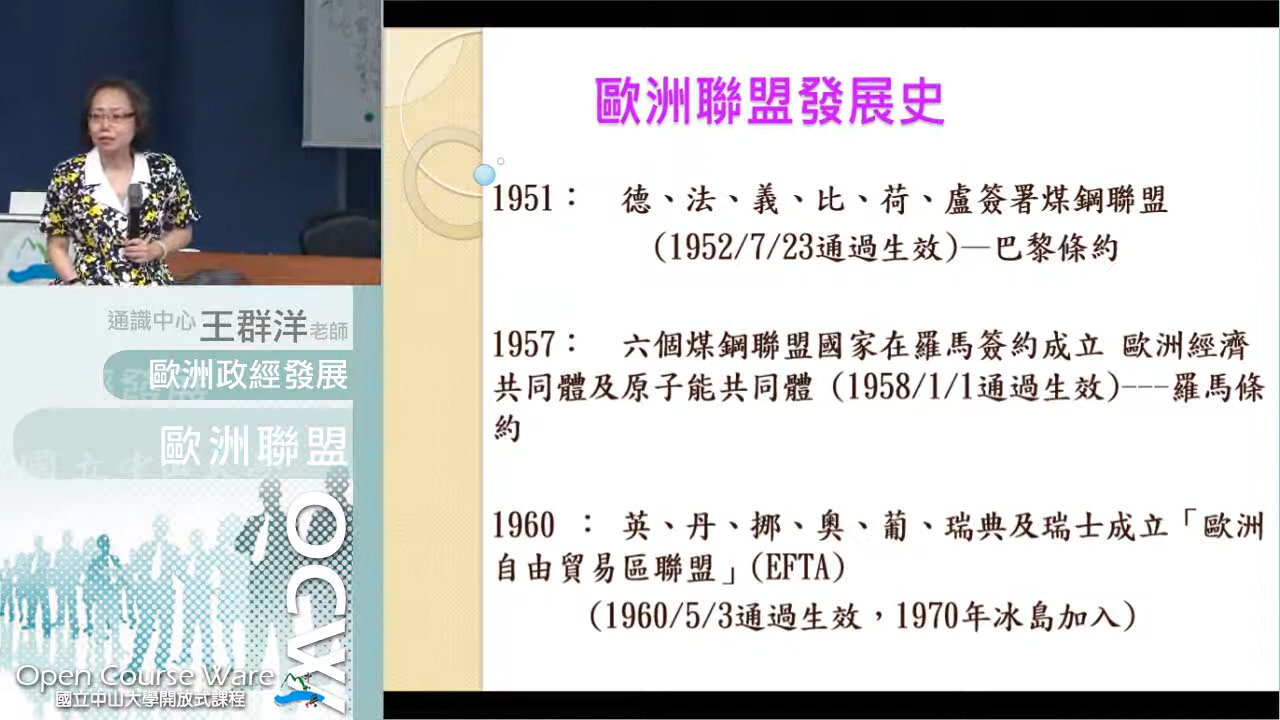 歐洲聯盟發展史
1951： 德、法、義、比、荷、盧簽署煤鋼聯盟
(1952/7/23通過生效)—巴黎條約
1957： 六個煤鋼聯盟國家在羅馬簽約成立 歐洲經濟
共同體及原子能共同體 (1958/1/1通過生效)---羅馬條
約
1960 ： 英、丹、挪、奧、葡、瑞典及瑞士成立「歐洲
自由貿易區聯盟」(EFTA)
(1960/5/3通過生效，1970年冰島加入)
通識中心 王群洋 老師
歐洲政經發展
歐洲聯盟
OCW
Open Course Ware
國立中山大學開放式課程